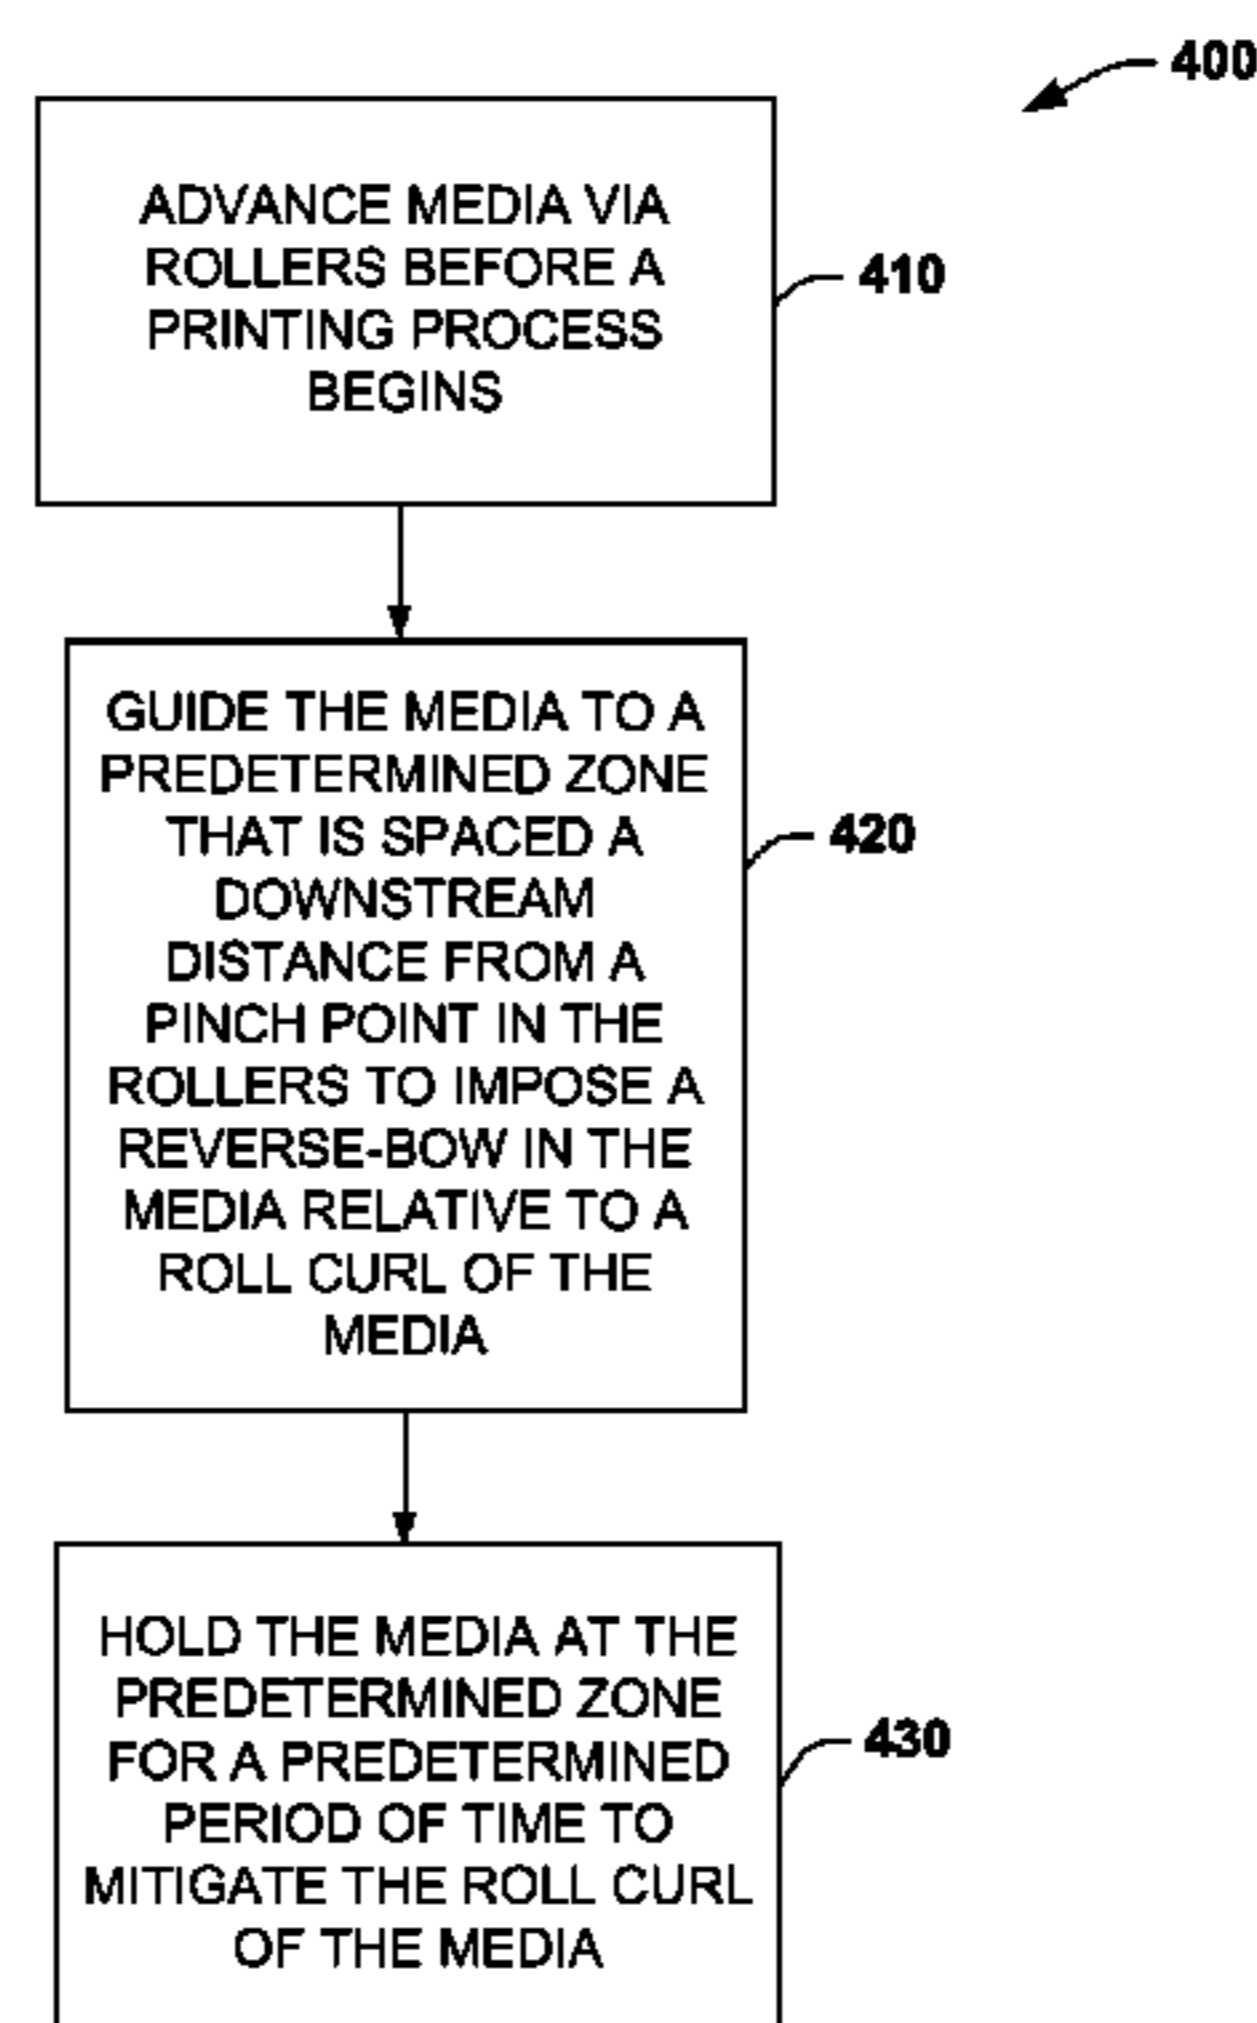 400
ADVANCE MEDIA VIA
ROLLERS BEFORE A
PRINTING PROCESS
BEGINS
410
GUIDE THE MEDIA TO A
PREDETERMINED ZONE
THAT IS SPACED A
DOWNSTREAM
DISTANCE FROM A
PINCH POINT IN THE
ROLLERS TO IMPOSE A
REVERSE-BOW IN THE
MEDIA RELATIVE TO A
ROLL CURL OF THE
MEDIA
420
HOLD THE MEDIA AT THE
PREDETERMINED ZONE
FOR A PREDETERMINED
PERIOD OF TIME TO
MITIGATE THE ROLL CURL
OF THE MEDIA
430